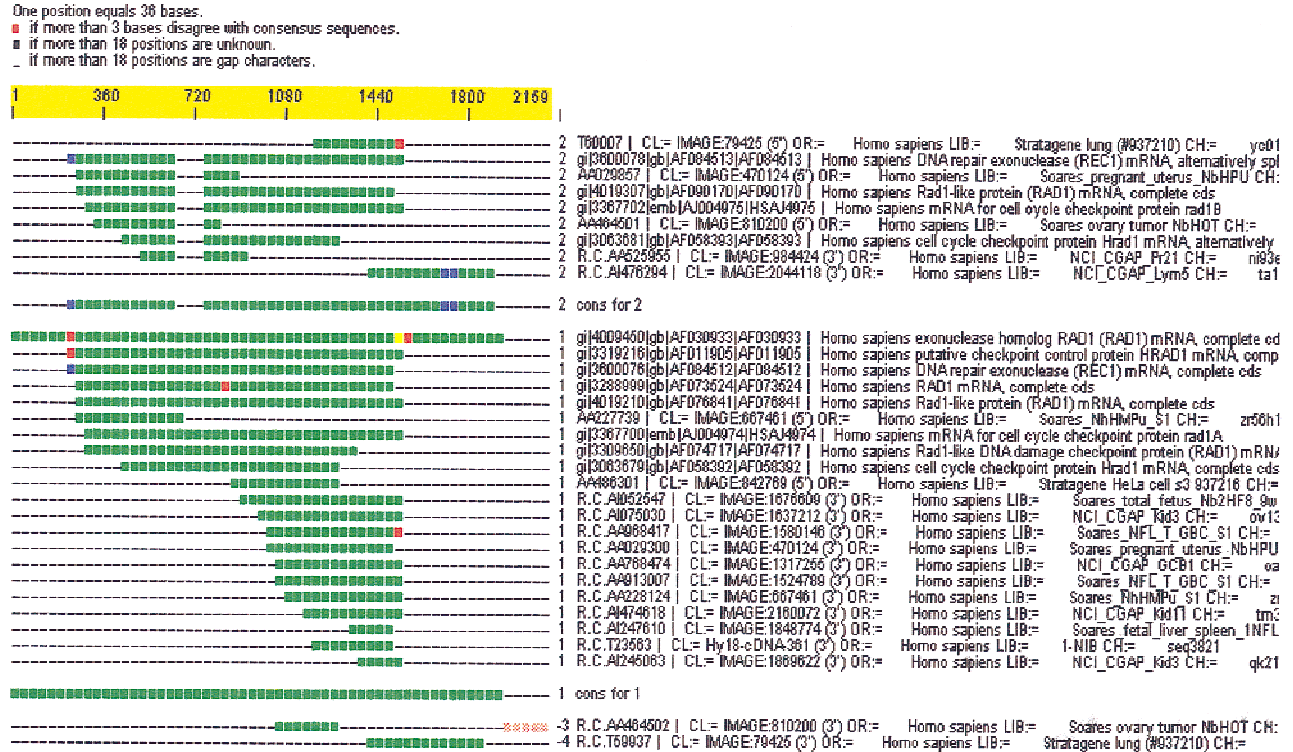 One position equals 36 bases.
if more than 3 bases disagree with consensus sequences.
if more than 18 positions are unknown.
_ if more than 18 positions are gap characters.
1 360 720 1080 1440 1800 2159
2 T60007 | CL:= IMAGE:79425 (5') OR:= Homo sapiens LIB:= Stratagene lung (#937210) CH:= yc01
2 gi|3600078|gb|AF084513|AF084513 | Homo sapiens DNA repair exonuclease (REC1) mRNA, alternatively spl
2 AA029857 | CL:= IMAGE:470124 (5') OR:= Homo sapiens LIB:= Soares_pregnant_uterus_NbHPU CH:
2 gi|4019307|gb|AF090170|AF090170 | Homo sapiens Rad1-like protein (RAD1) mRNA, complete cds
2 gi|3367702|emb|AJ004975|HSAJ4975 | Homo sapiens mRNA for cell cycle checkpoint protein rad1B
2 AA464501 | CL:= IMAGE:810200 (5') OR:= Homo sapiens LIB:= Soares ovary tumor NbHOT CH:=
2 gi|3063681|gb|AF058393|AF058393 | Homo sapiens cell cycle checkpoint protein Hrad1 mRNA, alternatively
2 R.C.AA525955 | CL:= IMAGE:984424 (3') OR:= Homo sapiens LIB:= NCI_CGAP_Pr21 CH:= ni93e
2 R.C.AI476294 | CL:= IMAGE:2044118 (3') OR:= Homo sapiens LIB:= NCI_CGAP_Lym5 CH:= ta1
2 cons for 2
1 gi|4009450|gb|AF030933|AF030933 | Homo sapiens exonuclease homolog RAD1 (RAD1) mRNA, complete cd
1 gi|3319216|gb|AF011905|AF011905 | Homo sapiens putative checkpoint control protein HRAD1 mRNA, comp
1 gi|3600076|gb|AF084512|AF084512 | Homo sapiens DNA repair exonuclease (REC1) mRNA, complete cds
1 gi|3288999|gb|AF073524|AF073524 | Homo sapiens RAD1 mRNA, complete cds
1 gi|4019210|gb|AF076841|AF076841 | Homo sapiens Rad1-like protein (RAD1) mRNA, complete cds
1 AA227739 | CL:= IMAGE:667461 (5') OR:= Homo sapiens LIB:= Soares_NhHMPu_S1 CH:= zr56h1
1 gi|3367700|emb|AJ004974|HSAJ4974 | Homo sapiens mRNA for cell cycle checkpoint protein rad1A
1 gi|3309650|gb|AF074717|AF074717 | Homo sapiens Rad1-like DNA damage checkpoint protein (RAD1) mRN
1 gi|3063679|gb|AF058392|AF058392 | Homo sapiens cell cycle checkpoint protein Hrad1 mRNA, complete cds
1 AA486301 | CL:= IMAGE:842769 (5') OR:= Homo sapiens LIB:= Stratagene HeLa cell s3 937216 CH:=
1 R.C.AI052547 | CL:= IMAGE:1676609 (3') OR:= Homo sapiens LIB:= Soares_total_fetus_Nb2HF8_9w
1 R.C.AI075030 | CL:= IMAGE:1637212 (3') OR:= Homo sapiens LIB:= NCI_CGAP_Kid3 CH:= ov13
1 R.C.AA968417 | CL:= IMAGE:1580146 (3') OR:= Homo sapiens LIB:= Soares_NFL_T_GBC_S1 CH:=
1 R.C.AA029300 | CL:= IMAGE:470124 (3') OR:= Homo sapiens LIB:= Soares_pregnant_uterus_NbHPU
1 R.C.AA768474 | CL:= IMAGE:1317255 (3') OR:= Homo sapiens LIB:= NCI_CGAP_GCB1 CH:= oa
1 R.C.AA913007 | CL:= IMAGE:1524789 (3') OR:= Homo sapiens LIB:= Soares_NFL_T_GBC_S1 CH:=
1 R.C.AA228124 | CL:= IMAGE:667461 (3') OR:= Homo sapiens LIB:= Soares_NhHMPu_S1 CH:= zr
1 R.C.AI474618 | CL:= IMAGE:2160072 (3') OR:= Homo sapiens LIB:= NCI_CGAP_Kid11 CH:= tm3
1 R.C.AI247610 | CL:= IMAGE:1848774 (3') OR:= Homo sapiens LIB:= Soares_fetal_liver_spleen_1NFL
1 R.C.T23563 | CL:= Hy18-cDNA-361 (3') OR:= Homo sapiens LIB:= 1-NIB CH:= seq3821
1 R.C.AI245063 | CL:= IMAGE:1869622 (3') OR:= Homo sapiens LIB:= NCI_CGAP_Kid3 CH:= qk21
1 cons for 1
-3 R.C.AA464502 | CL:= IMAGE:810200 (3') OR:= Homo sapiens LIB:= Soares ovary tumor NbHOT CH:
-4 R.C.T59937 | CL:= IMAGE:79425 (3') OR:= Homo sapiens LIB:= Stratagene lung (#937210) CH:=